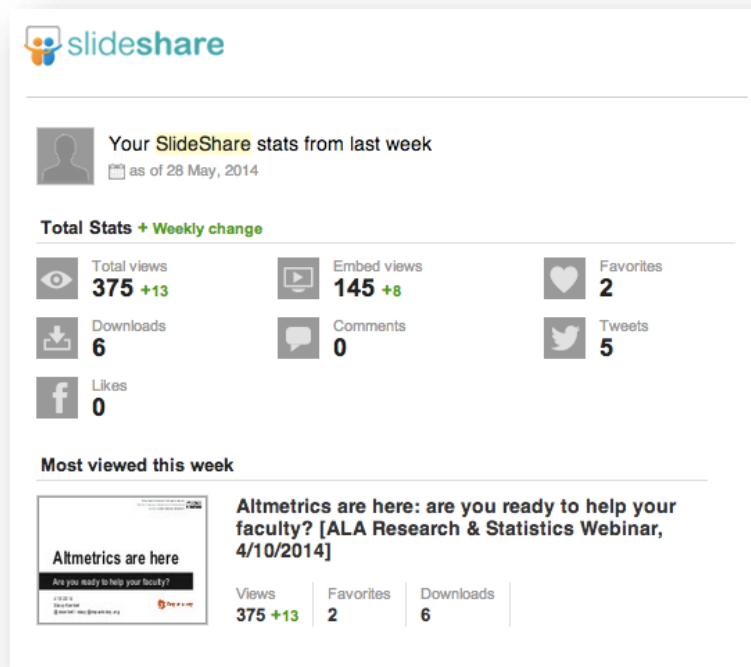 slideshare
Your SlideShare stats from last week
as of 28 May, 2014
Total Stats + Weekly change
Total views
375 +13
Embed views
145 +8
Favorites
2
Downloads
6
Comments
0
Tweets
5
Likes
0
Most viewed this week
Altmetrics are here
Are you ready to help your faculty?
Altmetrics are here: are you ready to help your
faculty? [ALA Research & Statistics Webinar,
4/10/2014]
Views
375 +13
Favorites
2
Downloads
6